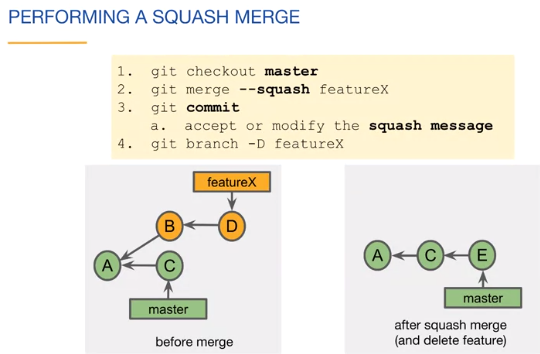 PERFORMING A SQUASH MERGE
1. git checkout master
2. git merge --squash featureX
3. git commit
a. accept or modify the squash message
4. git branch -D featureX
featureX
B
D
A
C
master
before merge
A
C
E
master
after squash merge
(and delete feature)